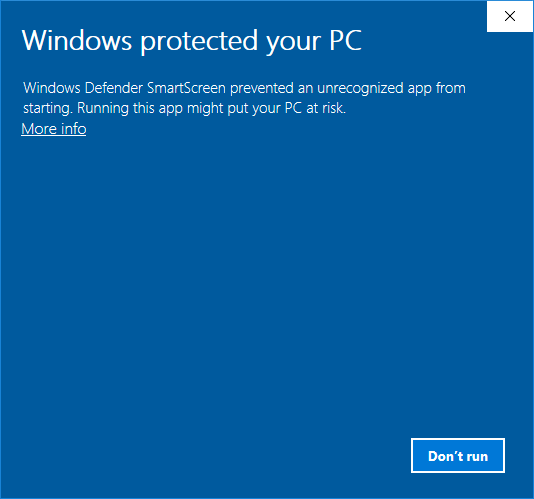 Windows protected your PC
Windows Defender SmartScreen prevented an unrecognized app from
starting. Running this app might put your PC at risk.
More info
Don't run